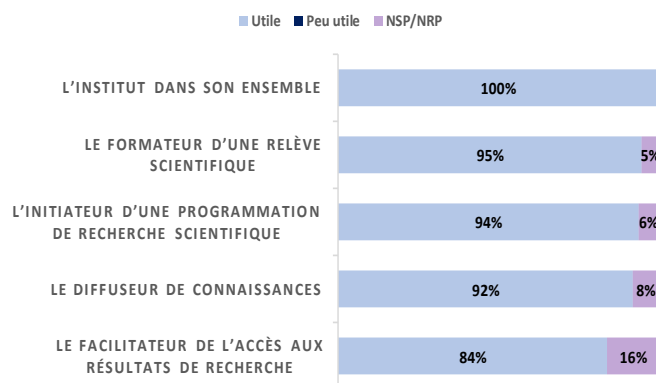 Utile Peu utile NSP/NRP
L'INSTITUT DANS SON ENSEMBLE 100%
LE FORMATEUR D'UNE RELÈVE
SCIENTIFIQUE
95% 5%
L'INITIATEUR D'UNE PROGRAMMATION
DE RECHERCHE SCIENTIFIQUE
94% 6%
LE DIFFUSEUR DE CONNAISSANCES 92% 8%
LE FACILITATEUR DE L'ACCÈS AUX
RÉSULTATS DE RECHERCHE
84% 16%